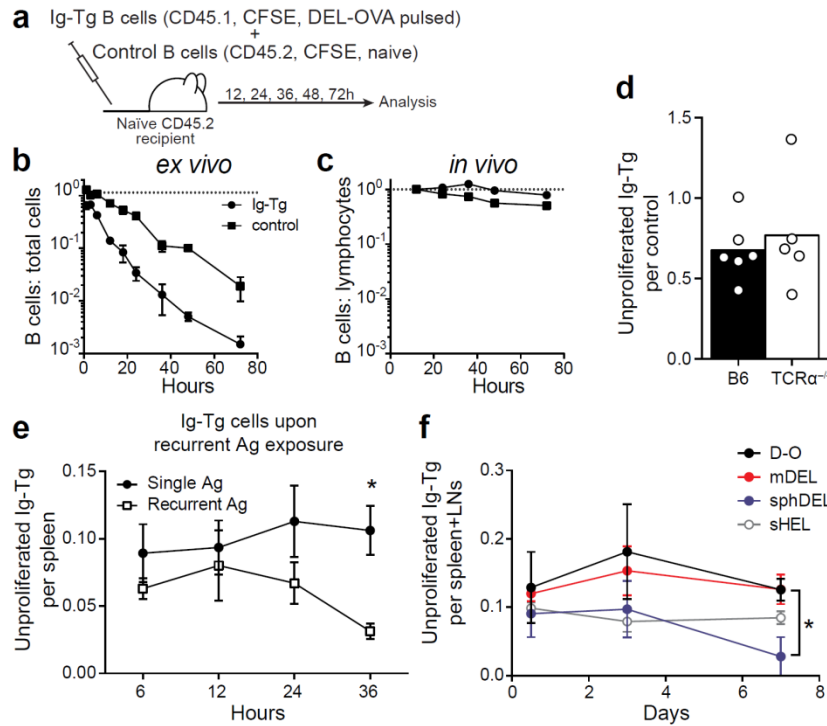 a
Ig-Tg B cells (CD45.1, CFSE, DEL-OVA pulsed)
+
Control B cells (CD45.2, CFSE, naive)
12, 24, 36, 48, 72h
Analysis
Naïve CD45.2
recipient
b
ex vivo
B cells: total cells
10^0
10^-1
10^-2
10^-3
Ig-Tg
control
0 20 40 60 80
Hours
c
in vivo
B cells: lymphocytes
10^0
10^-1
10^-2
10^-3
0 20 40 60 80
Hours
d
Unproliferated Ig-Tg
per control
1.5
1.0
0.5
0.0
B6
TCRα⁻/
e
Ig-Tg cells upon
recurrent Ag exposure
Unproliferated Ig-Tg
per spleen
0.15
0.10
0.05
0.00
Single Ag
Recurrent Ag
*
6 12 24 36
Hours
f
D-O
mDEL
sphDEL
sHEL
Unproliferated Ig-Tg
per spleen+LNs
0.3
0.2
0.1
0.0
*
0 2 4 6 8
Days